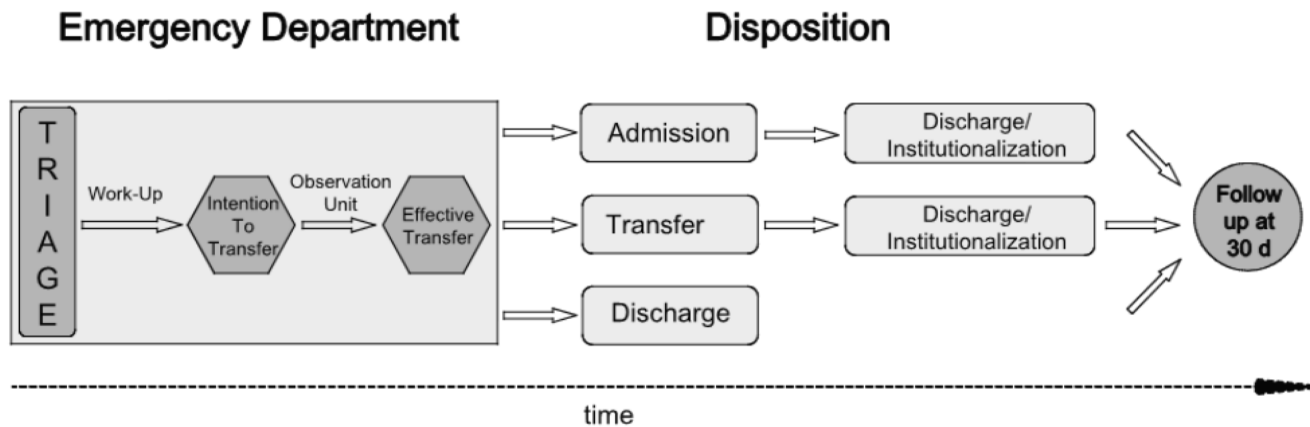 Emergency Department
Disposition
TRIAGE
Work-Up
Intention
To
Transfer
Observation
Unit
Effective
Transfer
Admission
Discharge/
Institutionalization
Transfer
Discharge/
Institutionalization
Discharge
Follow
up at
30 d
time